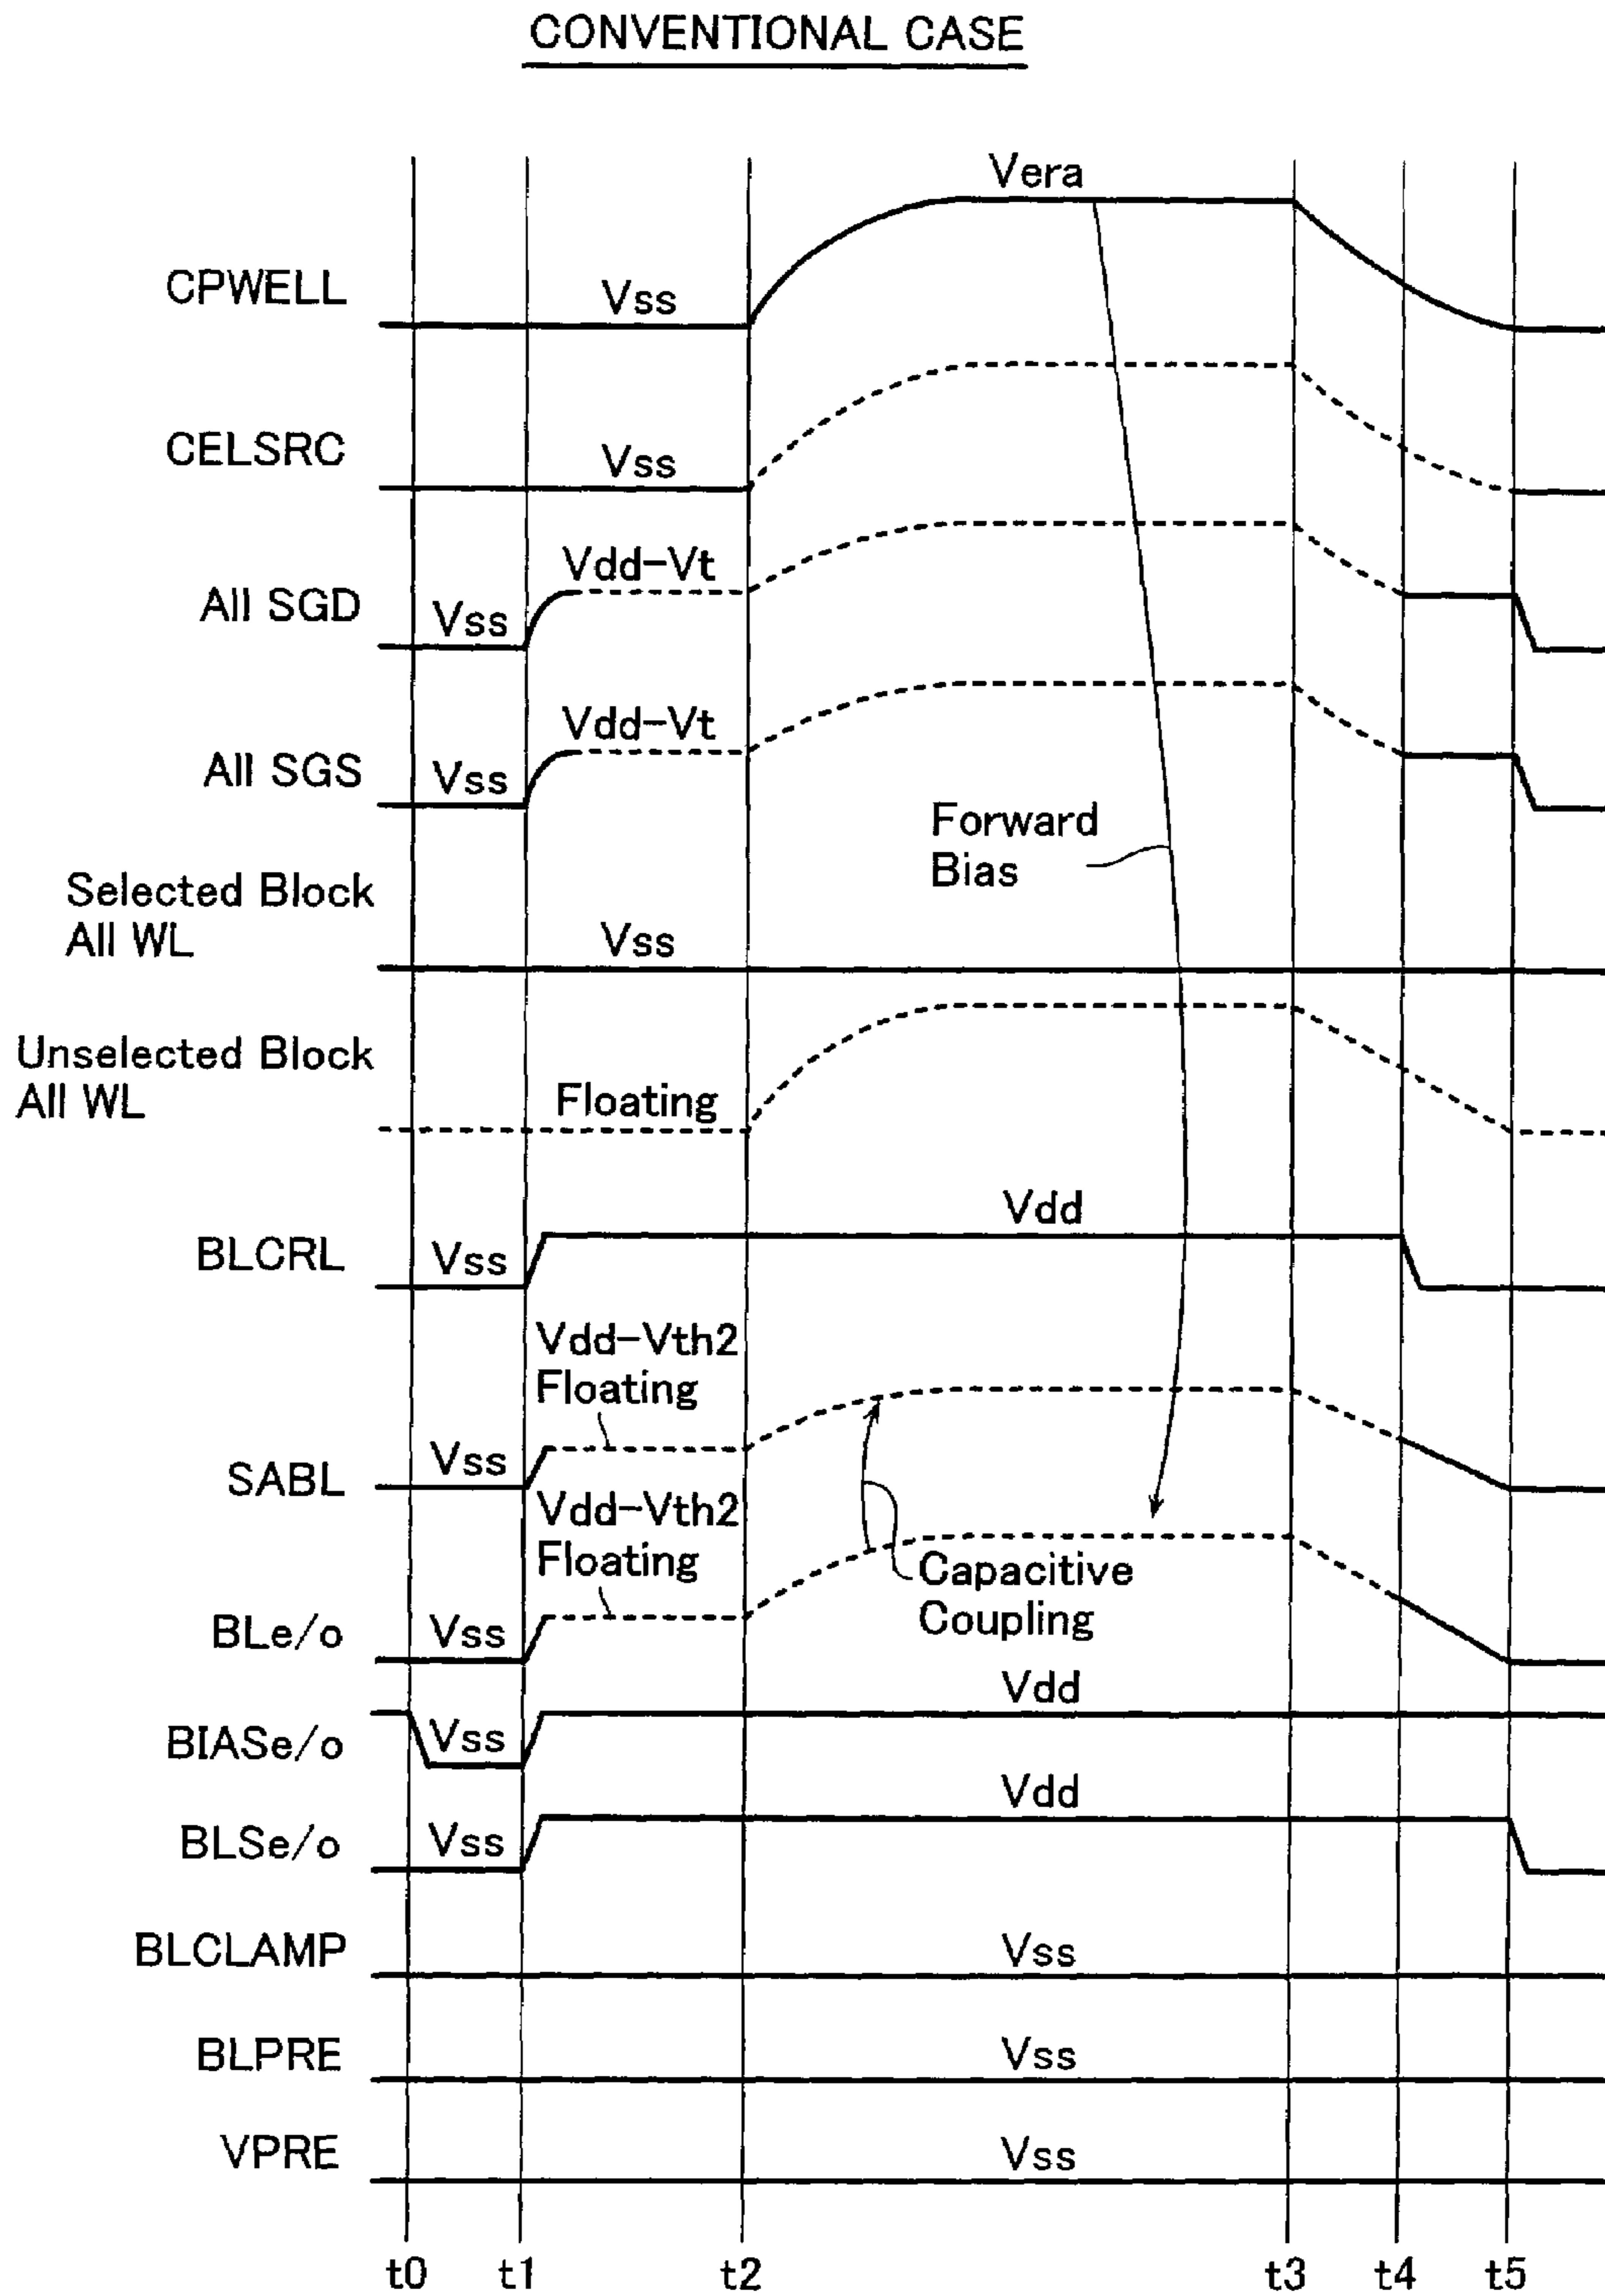 CONVENTIONAL CASE
Vera
CPWELL
Vss
CELSRC
Vss
All SGD
Vss
Vdd-Vt
All SGS
Vss
Vdd-Vt
Forward
Bias
Selected Block
All WL
Vss
Unselected Block
All WL
Floating
BLCRL
Vss
Vdd
Vdd-Vth2
Floating
SABL
Vss
Vdd-Vth2
Floating
Capacitive
Coupling
BLe/o
Vss
BIASe/o
Vss
Vdd
BLSe/o
Vss
Vdd
BLCLAMP
Vss
BLPRE
Vss
VPRE
Vss
t0 t1 t2 t3 t4 t5